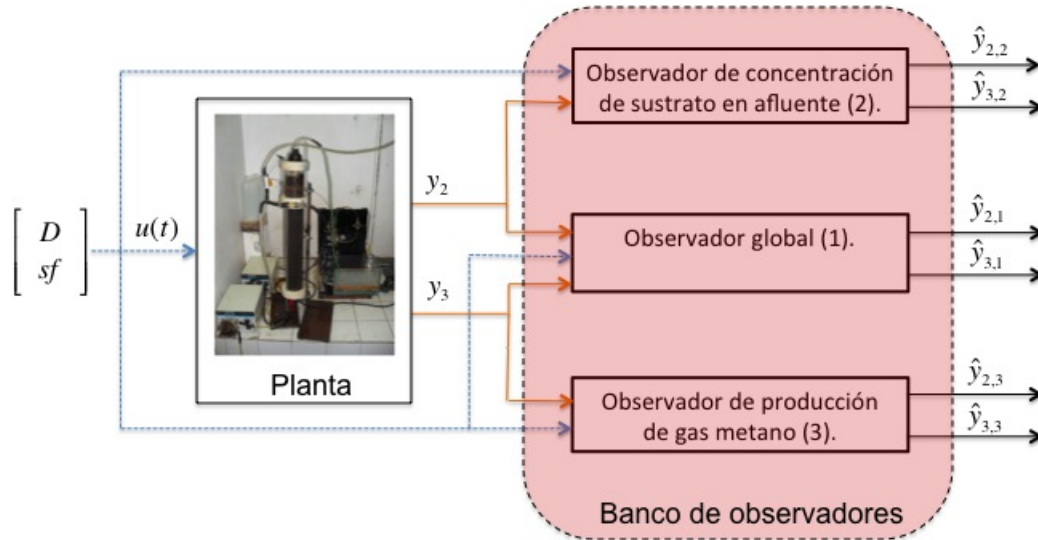 D
sf
u(t)
Planta
y₂
y₃
Observador de concentración
de sustrato en afluente (2).
Observador global (1).
Observador de producción
de gas metano (3).
Banco de observadores
ŷ₂,₂
ŷ₃,₂
ŷ₂,₁
ŷ₃,₁
ŷ₂,₃
ŷ₃,₃